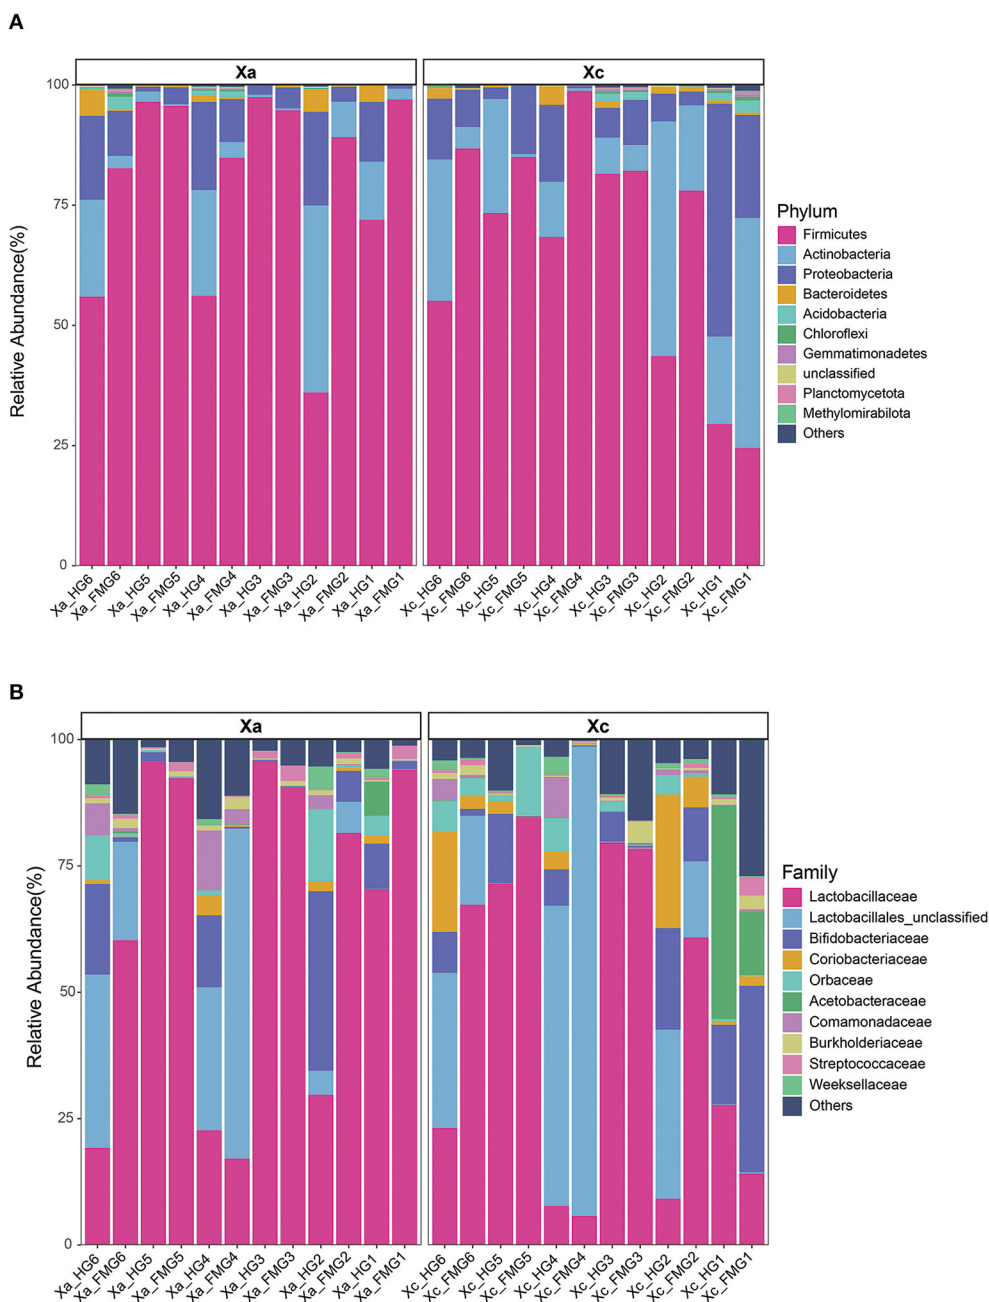 A
Xa
Xc
Relative Abundance(%)
100
75
50
25
0
Xa_HG6
Xa_FMG6
Xa_HG5
Xa_FMG5
Xa_HG4
Xa_FMG4
Xa_HG3
Xa_FMG3
Xa_HG2
Xa_FMG2
Xa_HG1
Xa_FMG1
Xc_HG6
Xc_FMG6
Xc_HG5
Xc_FMG5
Xc_HG4
Xc_FMG4
Xc_HG3
Xc_FMG3
Xc_HG2
Xc_FMG2
Xc_HG1
Xc_FMG1
Phylum
Firmicutes
Actinobacteria
Proteobacteria
Bacteroidetes
Acidobacteria
Chloroflexi
Gemmatimonadetes
unclassified
Planctomycetota
Methylomirabilota
Others
B
Xa
Xc
Relative Abundance(%)
100
75
50
25
0
Xa_HG6
Xa_FMG6
Xa_HG5
Xa_FMG5
Xa_HG4
Xa_FMG4
Xa_HG3
Xa_FMG3
Xa_HG2
Xa_FMG2
Xa_HG1
Xa_FMG1
Xc_HG6
Xc_FMG6
Xc_HG5
Xc_FMG5
Xc_HG4
Xc_FMG4
Xc_HG3
Xc_FMG3
Xc_HG2
Xc_FMG2
Xc_HG1
Xc_FMG1
Family
Lactobacillaceae
Lactobacillales_unclassified
Bifidobacteriaceae
Coriobacteriaceae
Orbaceae
Acetobacteraceae
Comamonadaceae
Burkholderiaceae
Streptococcaceae
Weeksellaceae
Others